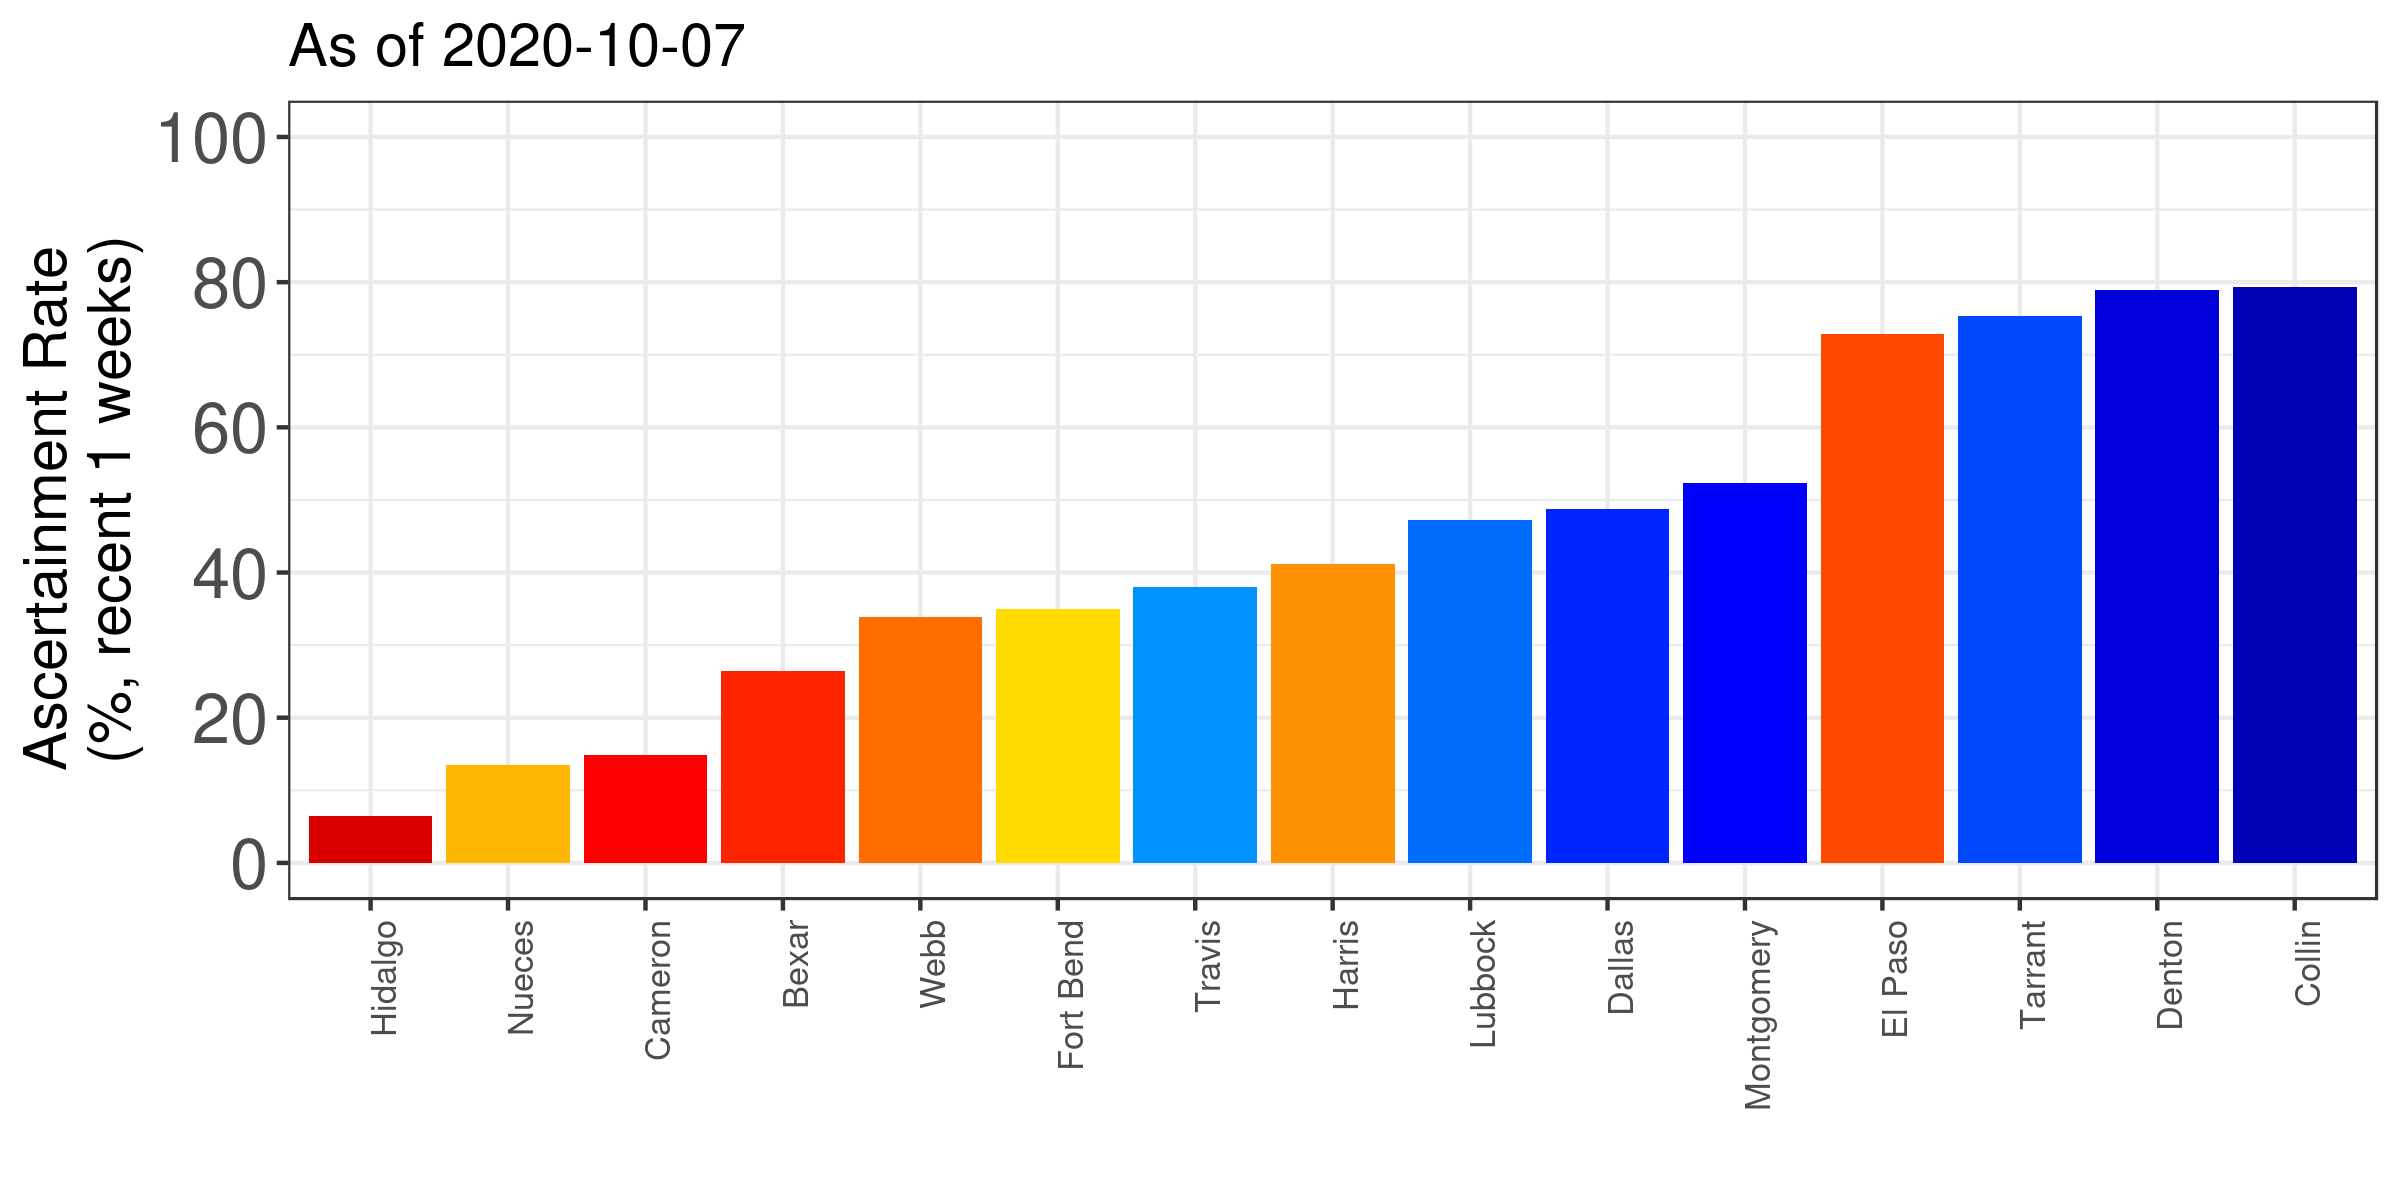 As of 2020-10-07
Ascertainment Rate
(%, recent 1 weeks)
100
80
60
40
20
0
Hidalgo
Nueces
Cameron
Bexar
Webb
Fort Bend
Travis
Harris
Lubbock
Dallas
Montgomery
El Paso
Tarrant
Denton
Collin